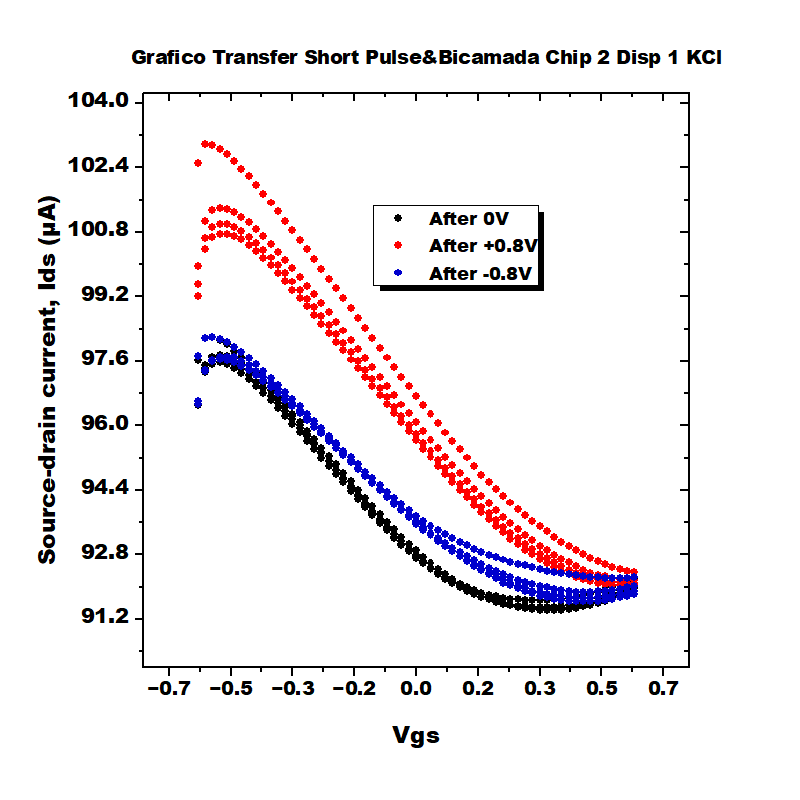 Grafico Transfer Short Pulse&Bicamada Chip 2 Disp 1 KCl
104.0
102.4
100.8
99.2
97.6
96.0
94.4
92.8
91.2
Source-drain current, Ids (µA)
After 0V
After +0.8V
After -0.8V
−0.7 −0.5 −0.3 −0.2 0.0 0.2 0.3 0.5 0.7
Vgs